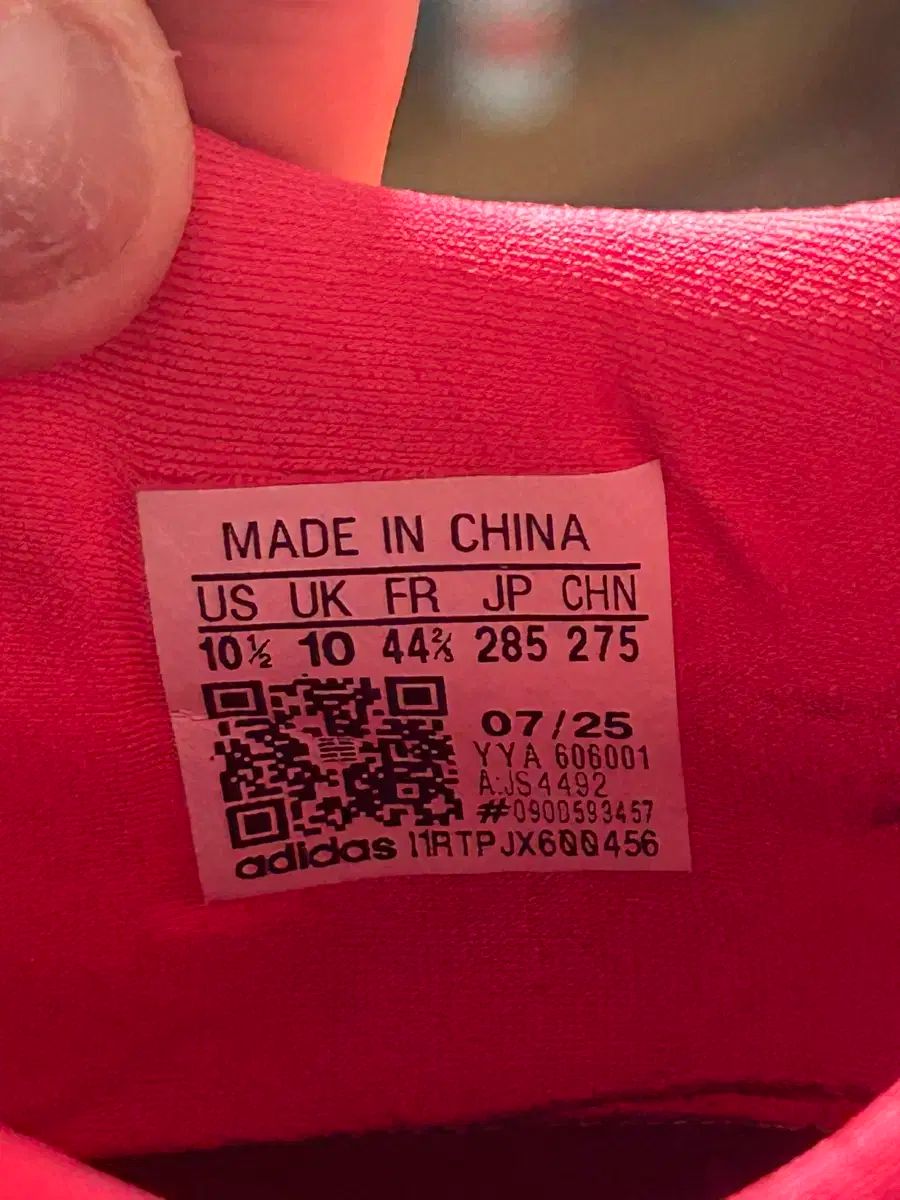 MADE IN CHINA
US UK FR JP CHN
10½ 10 44⅔ 285 275
07/25
YYA 606001
A:JS4492
#0900593457
adidas I1RTPJX600456